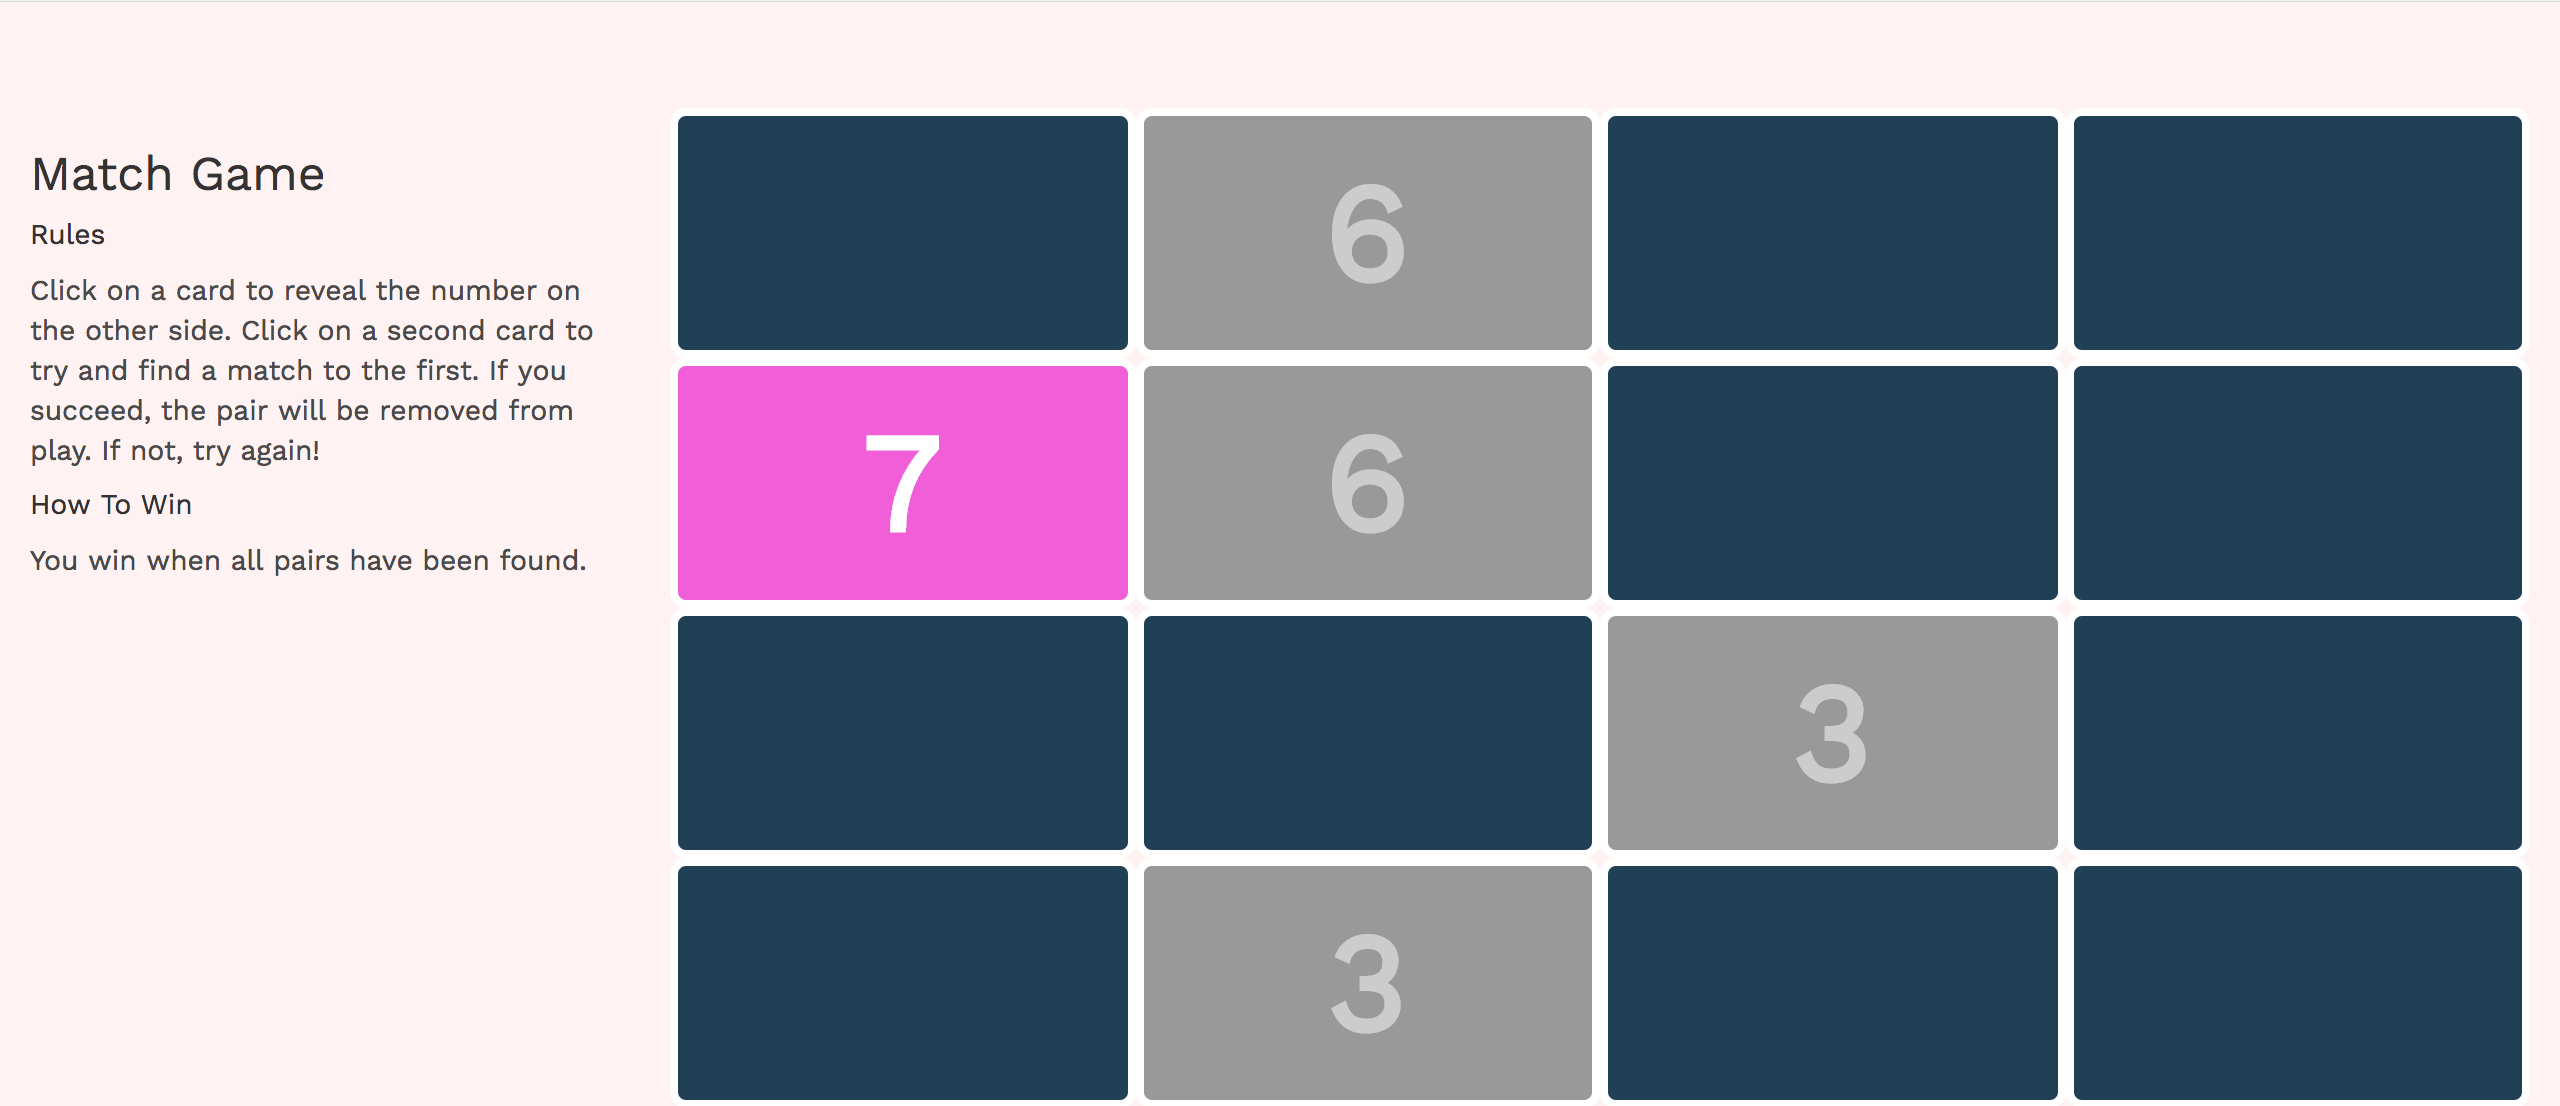 Match Game
Rules
Click on a card to reveal the number on
the other side. Click on a second card to
try and find a match to the first. If you
succeed, the pair will be removed from
play. If not, try again!
How To Win
You win when all pairs have been found.
6
7
6
3
3